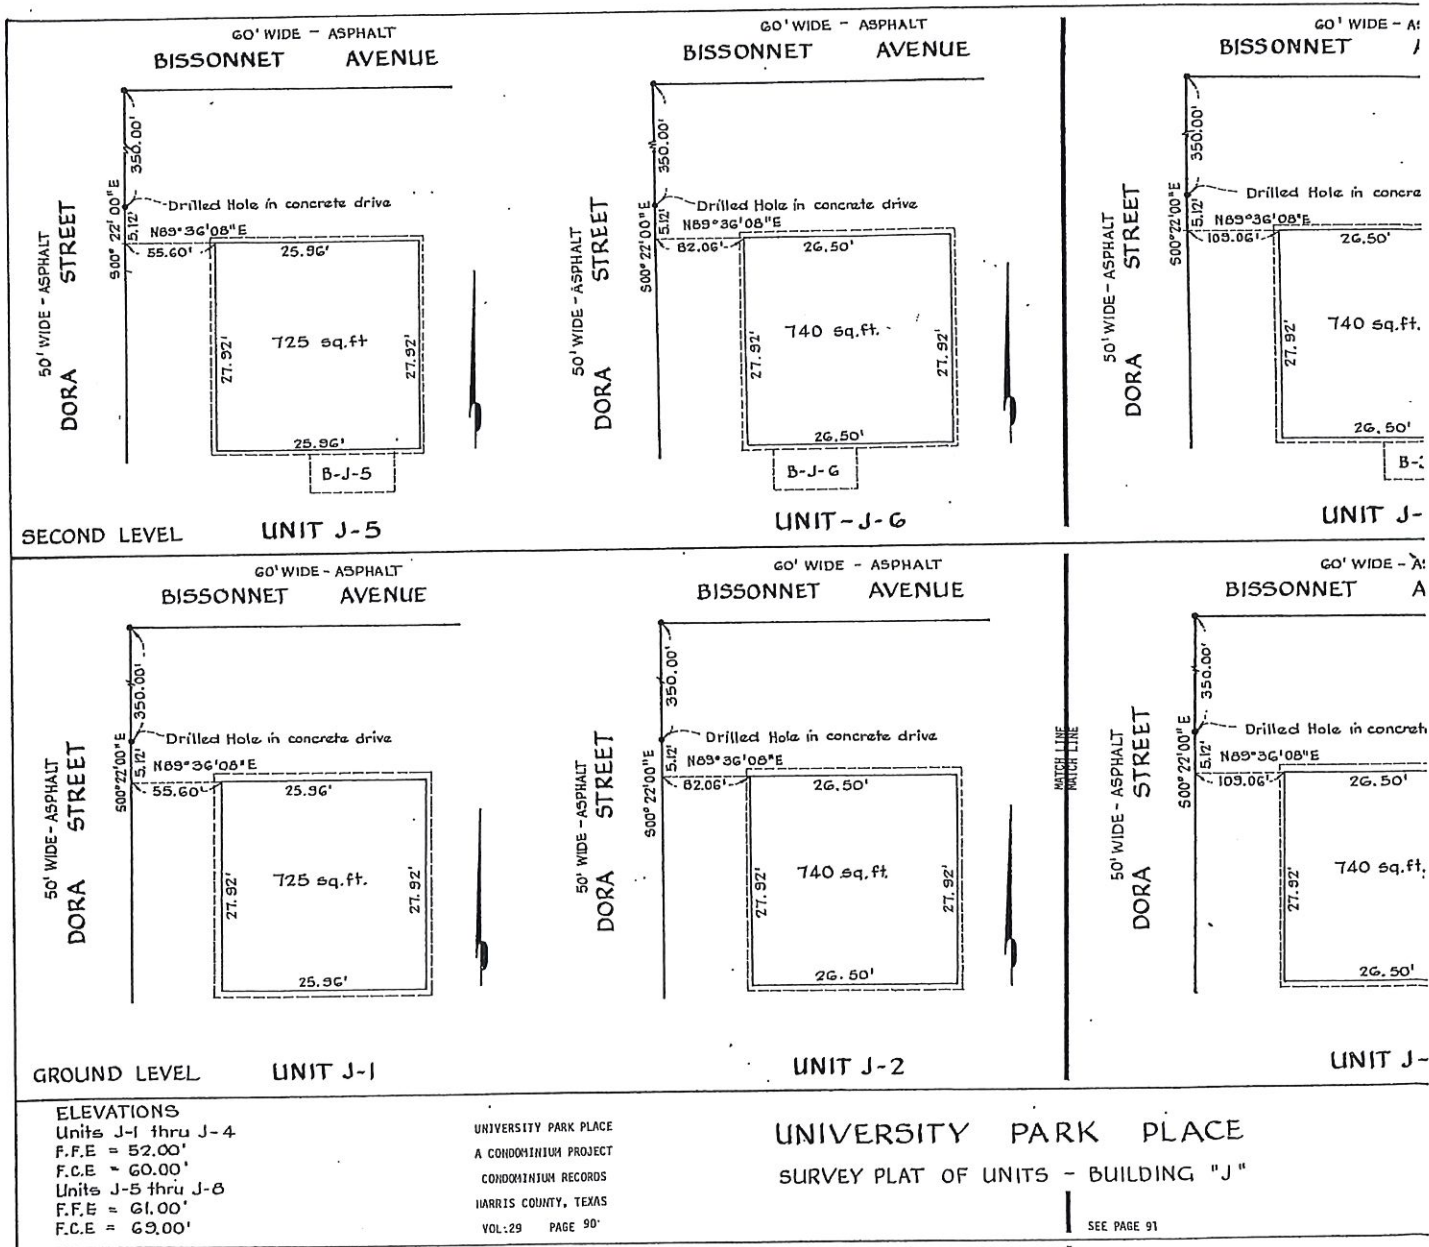 60' WIDE - ASPHALT
BISSONNET AVENUE
350.00'
S00°22'00"E
Drilled Hole in concrete drive
5.12'
N89°36'08"E
55.60'
25.96'
50' WIDE - ASPHALT
DORA STREET
27.92'
725 sq.ft
27.92'
25.96'
B-J-5
SECOND LEVEL
UNIT J-5
60' WIDE - ASPHALT
BISSONNET AVENUE
350.00'
S00°22'00"E
Drilled Hole in concrete drive
5.12'
N89°36'08"E
82.06'
26.50'
50' WIDE - ASPHALT
DORA STREET
27.92'
740 sq.ft.
27.92'
26.50'
B-J-6
UNIT-J-6
60' WIDE - AS
BISSONNET A
350.00'
S00°22'00"E
Drilled Hole in concre
5.12'
N89°36'08"E
109.06'
26.50'
50' WIDE - ASPHALT
DORA STREET
27.92'
740 sq.ft.
26.50'
B-
UNIT J-
60' WIDE - ASPHALT
BISSONNET AVENUE
350.00'
S00°22'00"E
Drilled Hole in concrete drive
5.12'
N89°36'08"E
55.60'
25.96'
50' WIDE - ASPHALT
DORA STREET
27.92'
725 sq.ft.
27.92'
25.96'
GROUND LEVEL
UNIT J-1
60' WIDE - ASPHALT
BISSONNET AVENUE
350.00'
S00°22'00"E
Drilled Hole in concrete drive
5.12'
N89°36'08"E
82.06'
26.50'
50' WIDE - ASPHALT
DORA STREET
27.92'
740 sq.ft.
27.92'
26.50'
UNIT J-2
MATCH LINE
MATCH LINE
60' WIDE - AS
BISSONNET A
350.00'
S00°22'00"E
Drilled Hole in concret
5.12'
N89°36'08"E
109.06'
26.50'
50' WIDE - ASPHALT
DORA STREET
27.92'
740 sq.ft.
26.50'
UNIT J-
ELEVATIONS
Units J-1 thru J-4
F.F.E = 52.00'
F.C.E = 60.00'
Units J-5 thru J-8
F.F.E = 61.00'
F.C.E = 69.00'
UNIVERSITY PARK PLACE
A CONDOMINIUM PROJECT
CONDOMINIUM RECORDS
HARRIS COUNTY, TEXAS
VOL.29 PAGE 90
UNIVERSITY PARK PLACE
SURVEY PLAT OF UNITS - BUILDING "J"
SEE PAGE 91